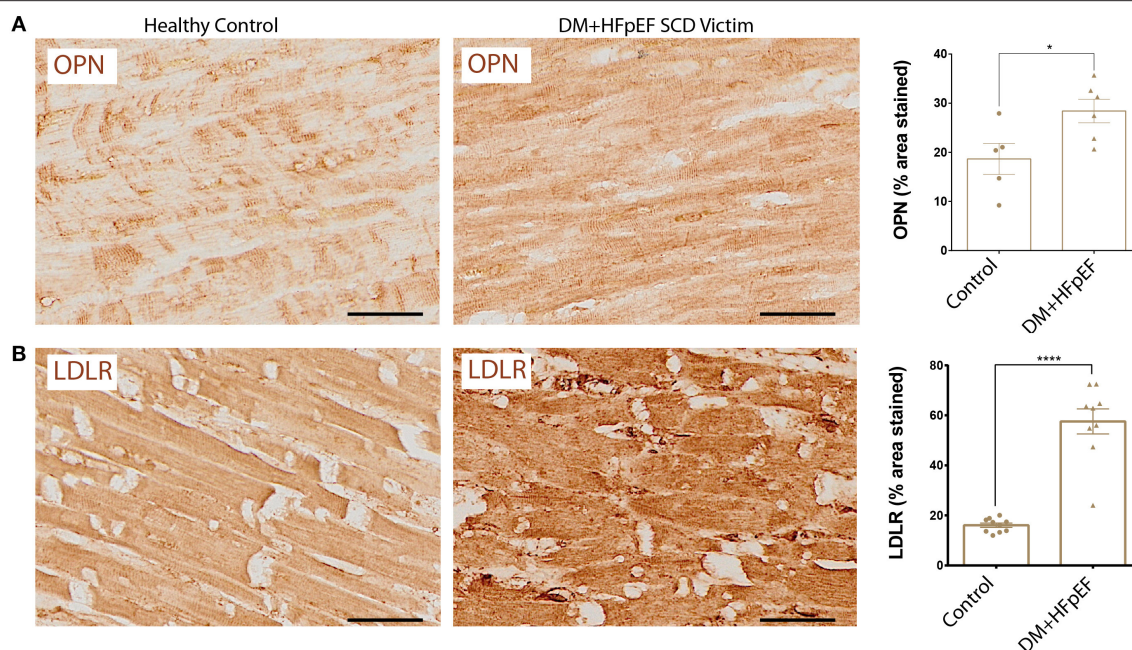 A
Healthy Control
DM+HFpEF SCD Victim
OPN
OPN
OPN (% area stained)
40
30
20
10
0
*
Control
DM+HFpEF
B
LDLR
LDLR
LDLR (% area stained)
80
60
40
20
0
****
Control
DM+HFpEF